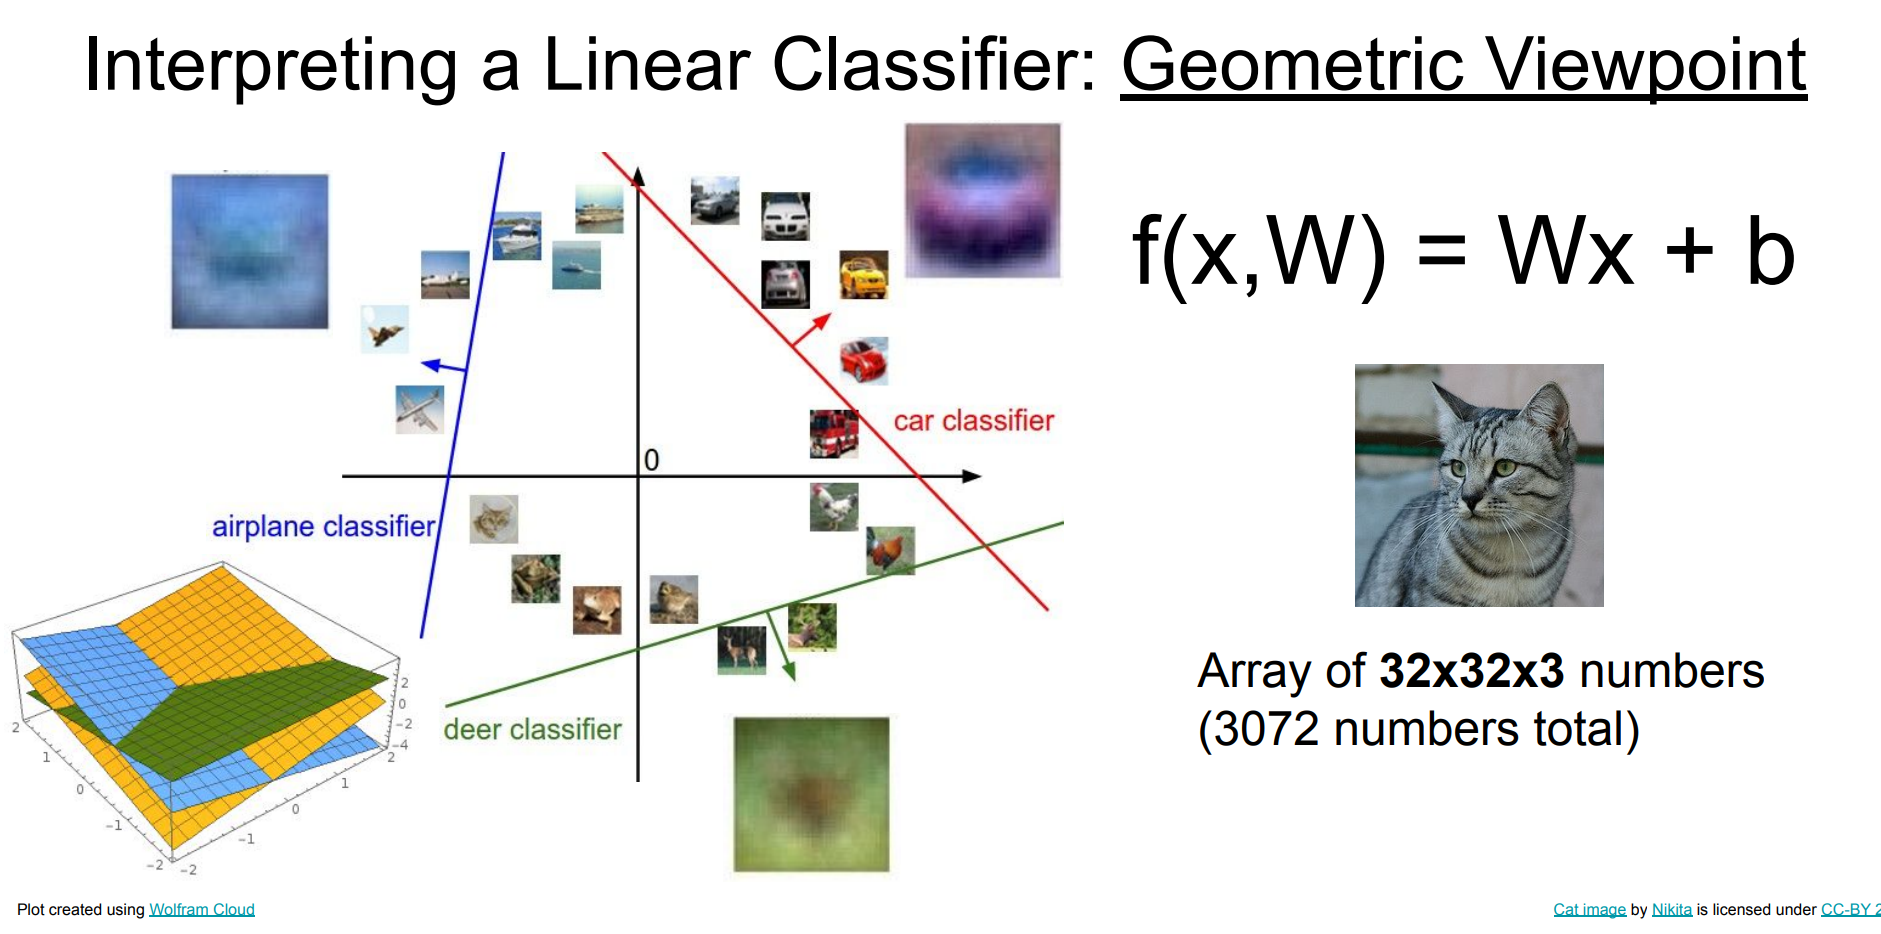 Interpreting a Linear Classifier: Geometric Viewpoint
f(x,W) = Wx + b
car classifier
0
airplane classifier
deer classifier
2
0
-2
-4
2
1
0
-1
-2
-2
-1
0
1
2
Array of 32x32x3 numbers
(3072 numbers total)
Plot created using Wolfram Cloud
Cat image by Nikita is licensed under CC-BY 2